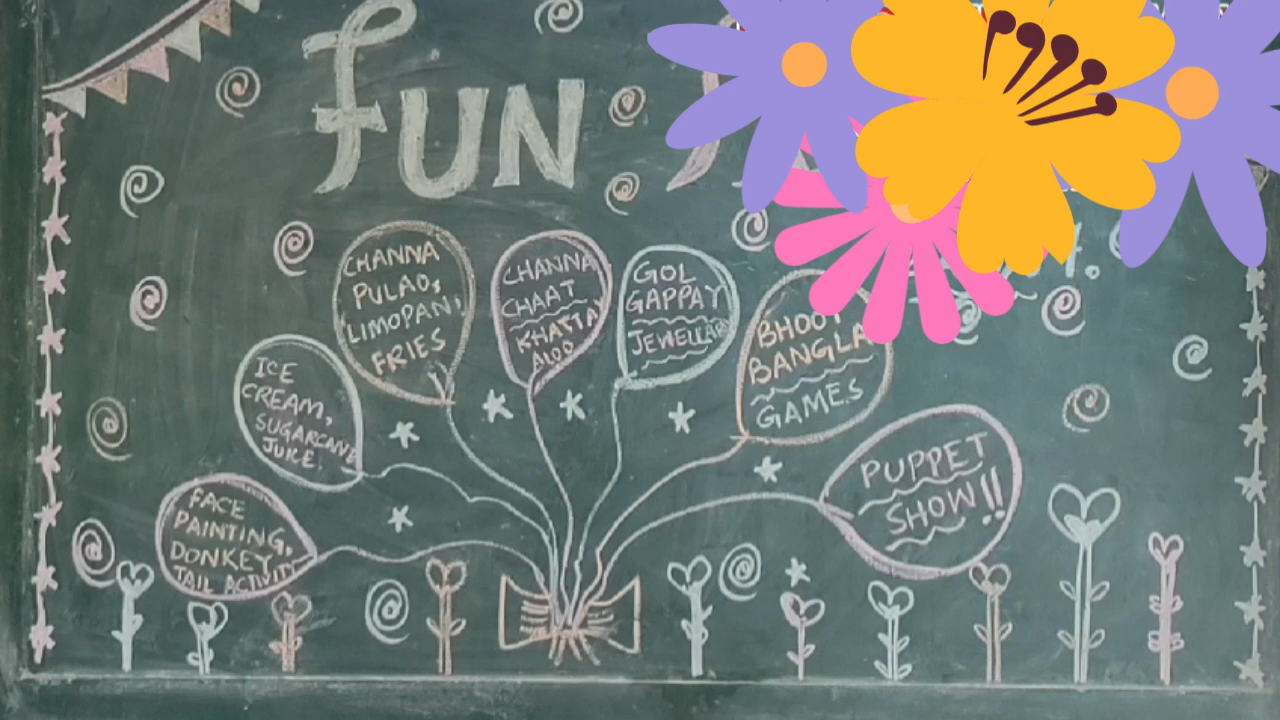 FUN
CHANNA
PULAO,
LIMOPAN,
FRIES
CHANNA
CHAAT
KHATTA
ALOO
GOL
GAPPAY
JEWELLARY
BHOOT
BANGLA
GAMES
ICE
CREAM,
SUGARCANE
JUICE.
PUPPET
SHOW!!
FACE
PAINTING,
DONKEY
TAIL ACTIVITY